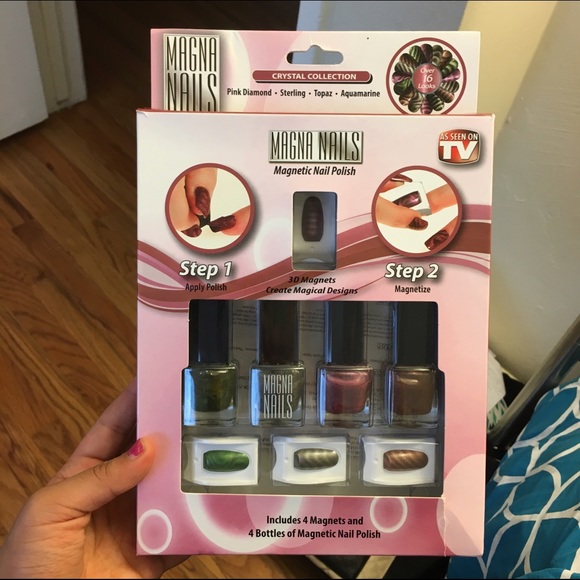 MAGNA
NAILS
CRYSTAL COLLECTION
Pink Diamond • Sterling • Topaz • Aquamarine
Over
16
Looks
AS SEEN ON
TV
MAGNA NAILS
Magnetic Nail Polish
Step 1
Apply Polish
3D Magnets
Create Magical Designs
Step 2
Magnetize
MAGNA
NAILS
Includes 4 Magnets and
4 Bottles of Magnetic Nail Polish